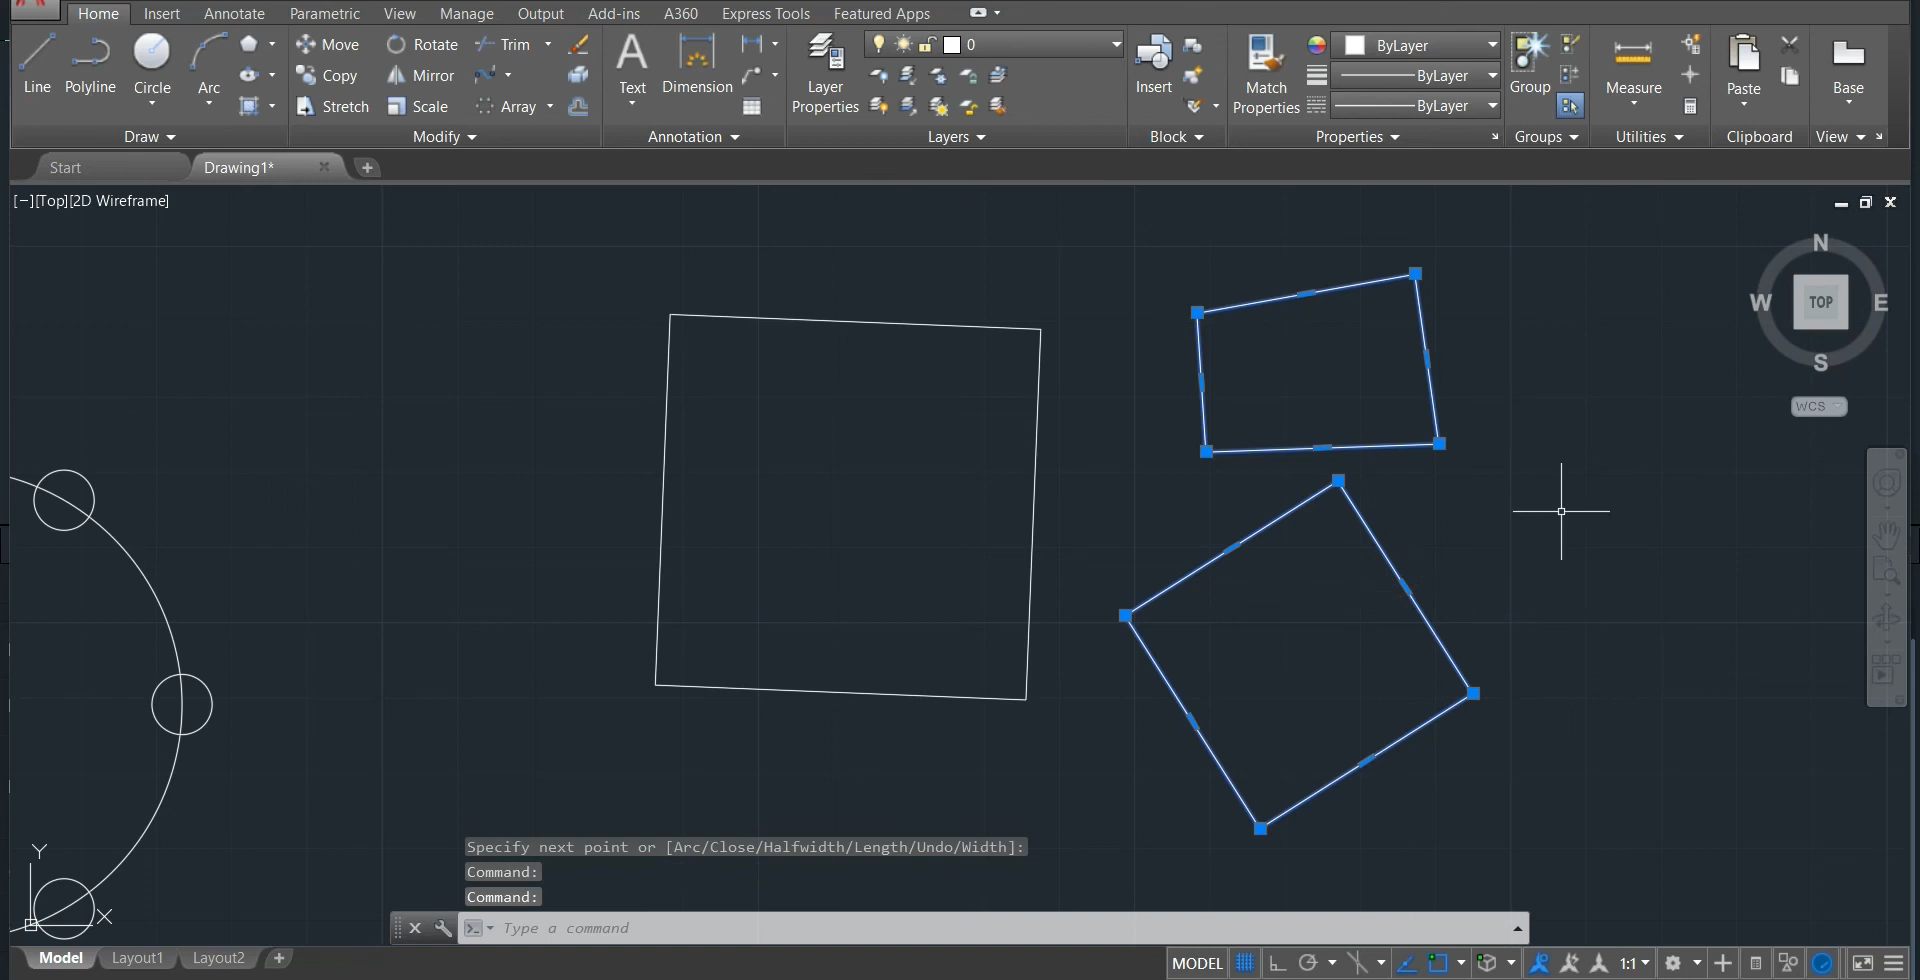 Home Insert Annotate Parametric View Manage Output Add-ins A360 Express Tools Featured Apps
Line Polyline Circle Arc
Move Rotate Trim
Copy Mirror
Stretch Scale Array
Text Dimension
Layer Properties
0
Insert
Match Properties
ByLayer
ByLayer
ByLayer
Group
Measure
Paste
Base
Draw Modify Annotation Layers Block Properties Groups Utilities Clipboard View
Start Drawing1*
[−][Top][2D Wireframe]
N
W TOP E
S
WCS
Y
X
Specify next point or [Arc/Close/Halfwidth/Length/Undo/Width]:
Command:
Command:
Type a command
Model Layout1 Layout2
MODEL 1:1